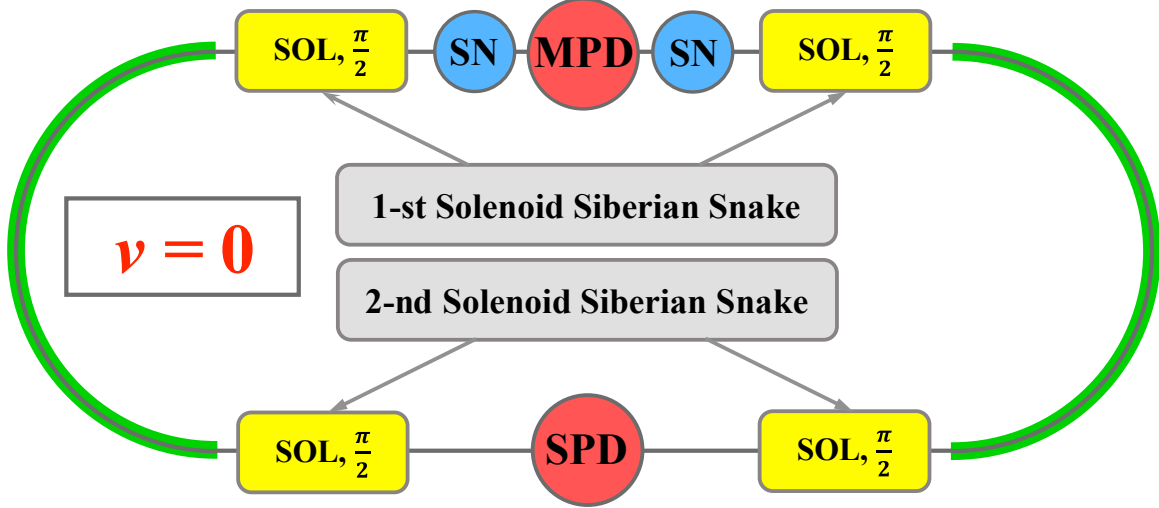 SOL, π/2
SN
MPD
SN
SOL, π/2
1-st Solenoid Siberian Snake
ν = 0
2-nd Solenoid Siberian Snake
SOL, π/2
SPD
SOL, π/2